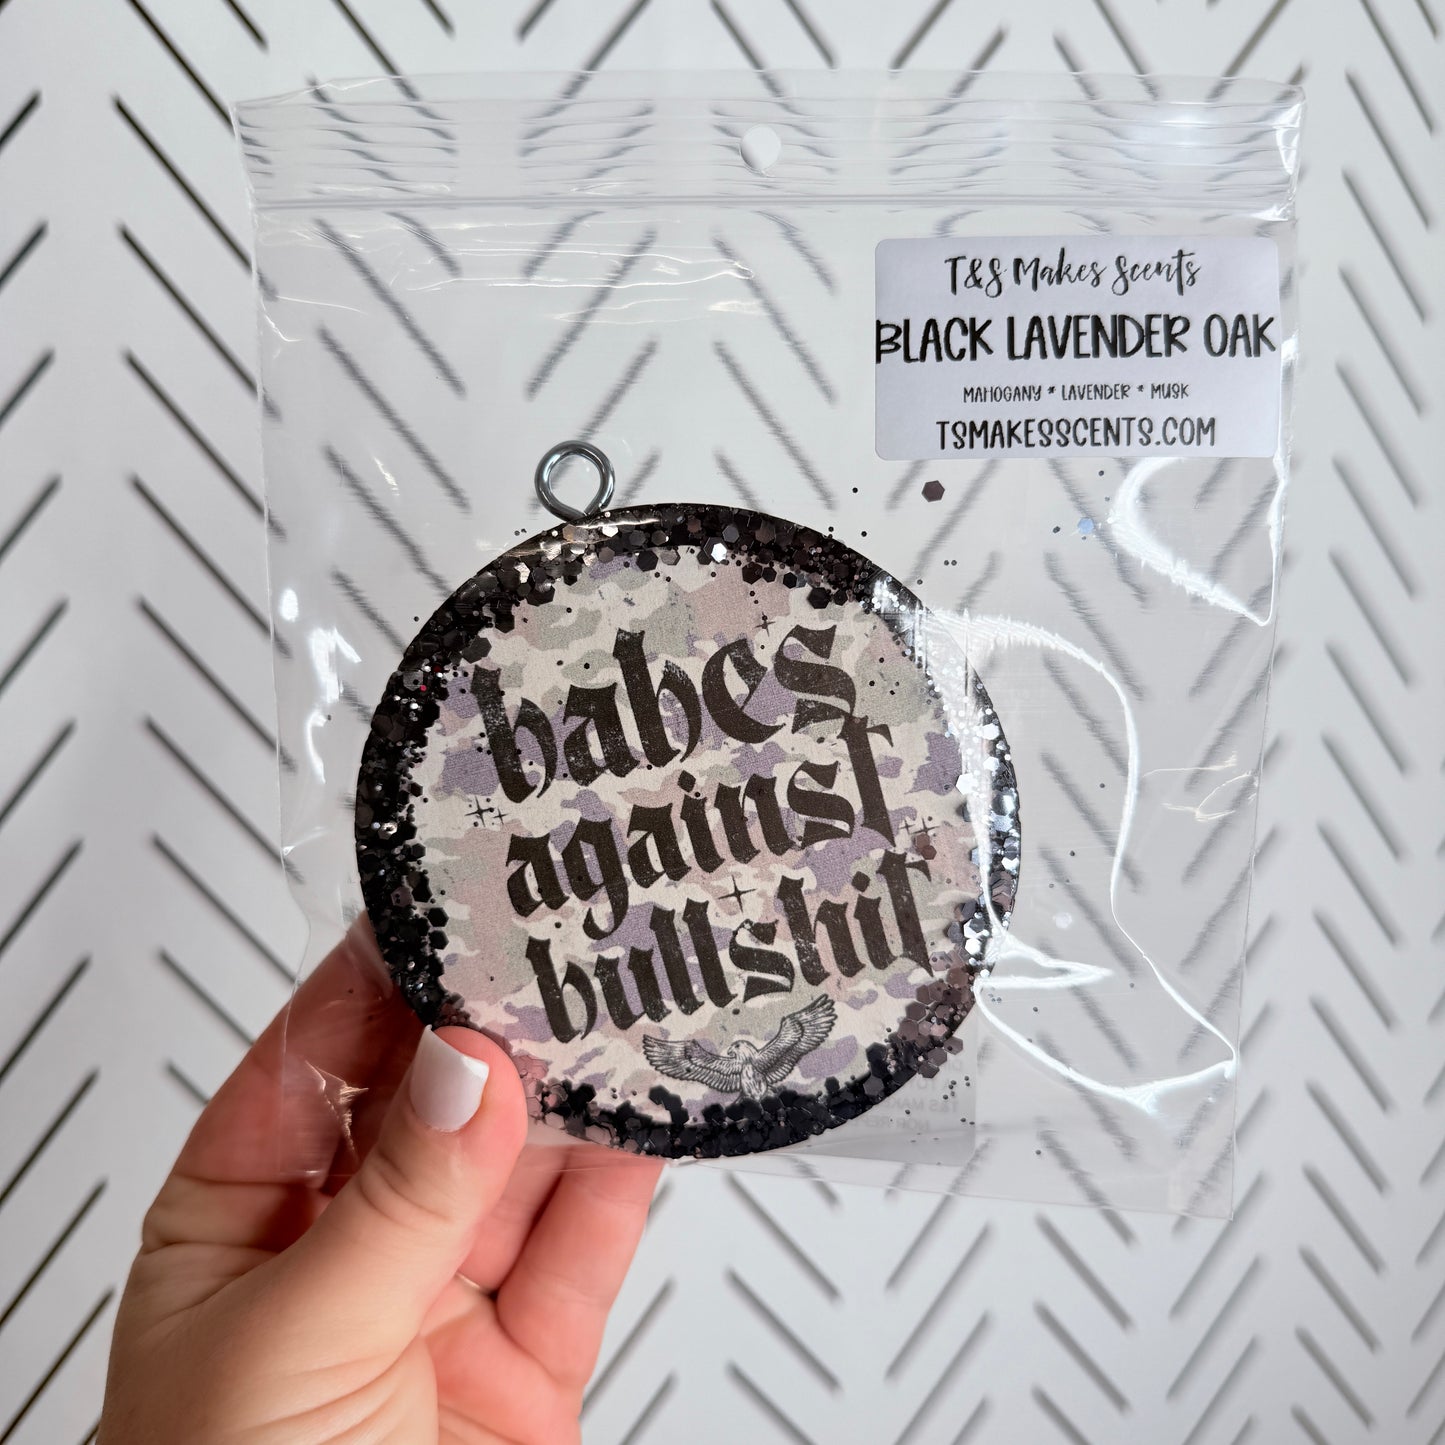 T&S Makes Scents
BLACK LAVENDER OAK
MAHOGANY * LAVENDER * MUSK
TSMAKESSCENTS.COM
babes
against
bullshit